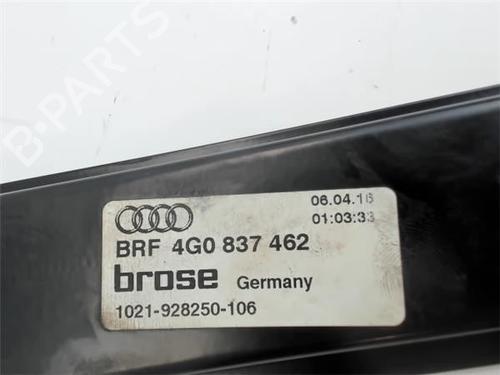 B-Parts
06.04.16
01:03:33
BRF 4G0 837 462
brose Germany
1021-928250-106